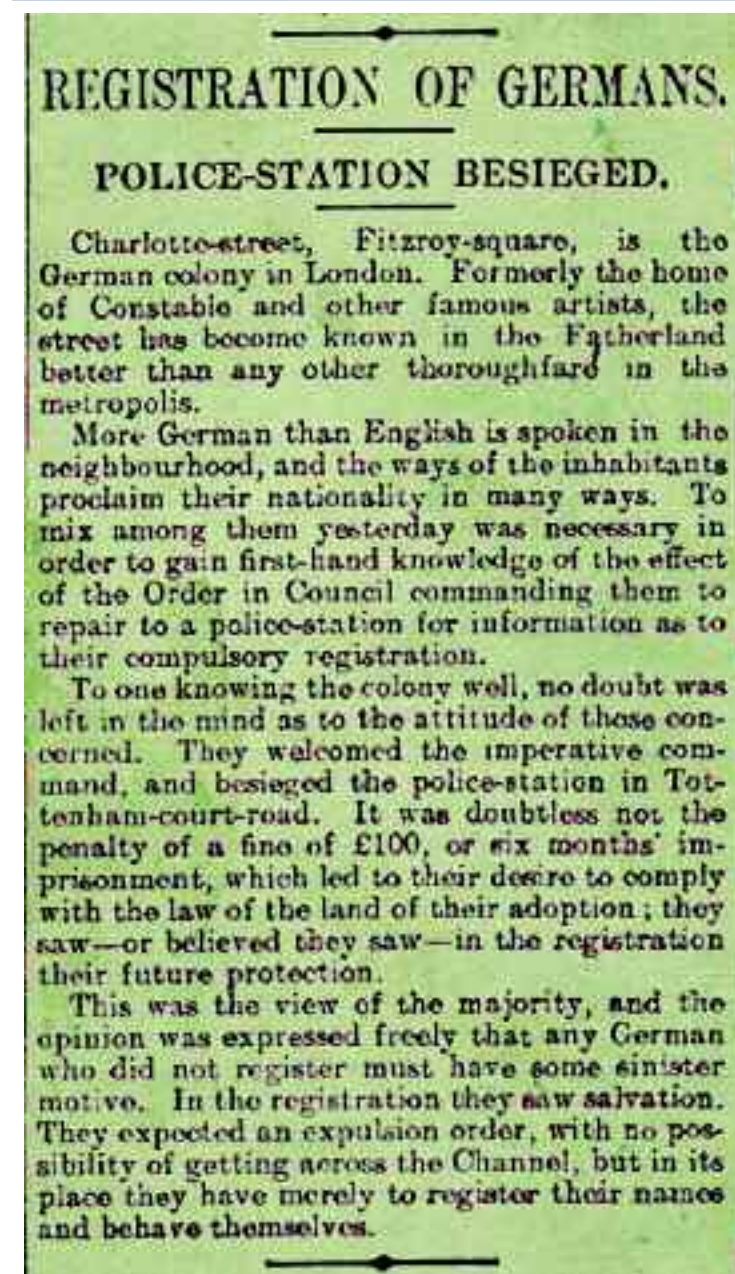 REGISTRATION OF GERMANS.
POLICE-STATION BESIEGED.
Charlotte-street, Fitzroy-square, is the
German colony in London. Formerly the home
of Constable and other famous artists, the
street has become known in the Fatherland
better than any other thoroughfare in the
metropolis.
More German than English is spoken in the
neighbourhood, and the ways of the inhabitants
proclaim their nationality in many ways. To
mix among them yesterday was necessary in
order to gain first-hand knowledge of the effect
of the Order in Council commanding them to
repair to a police-station for information as to
their compulsory registration.
To one knowing the colony well, no doubt was
left in the mind as to the attitude of those con-
cerned. They welcomed the imperative com-
mand, and besieged the police-station in Tot-
tenham-court-road. It was doubtless not the
penalty of a fine of £100, or six months' im-
prisonment, which led to their desire to comply
with the law of the land of their adoption; they
saw—or believed they saw—in the registration
their future protection.
This was the view of the majority, and the
opinion was expressed freely that any German
who did not register must have some sinister
motive. In the registration they saw salvation.
They expected an expulsion order, with no pos-
sibility of getting across the Channel, but in its
place they have merely to register their names
and behave themselves.